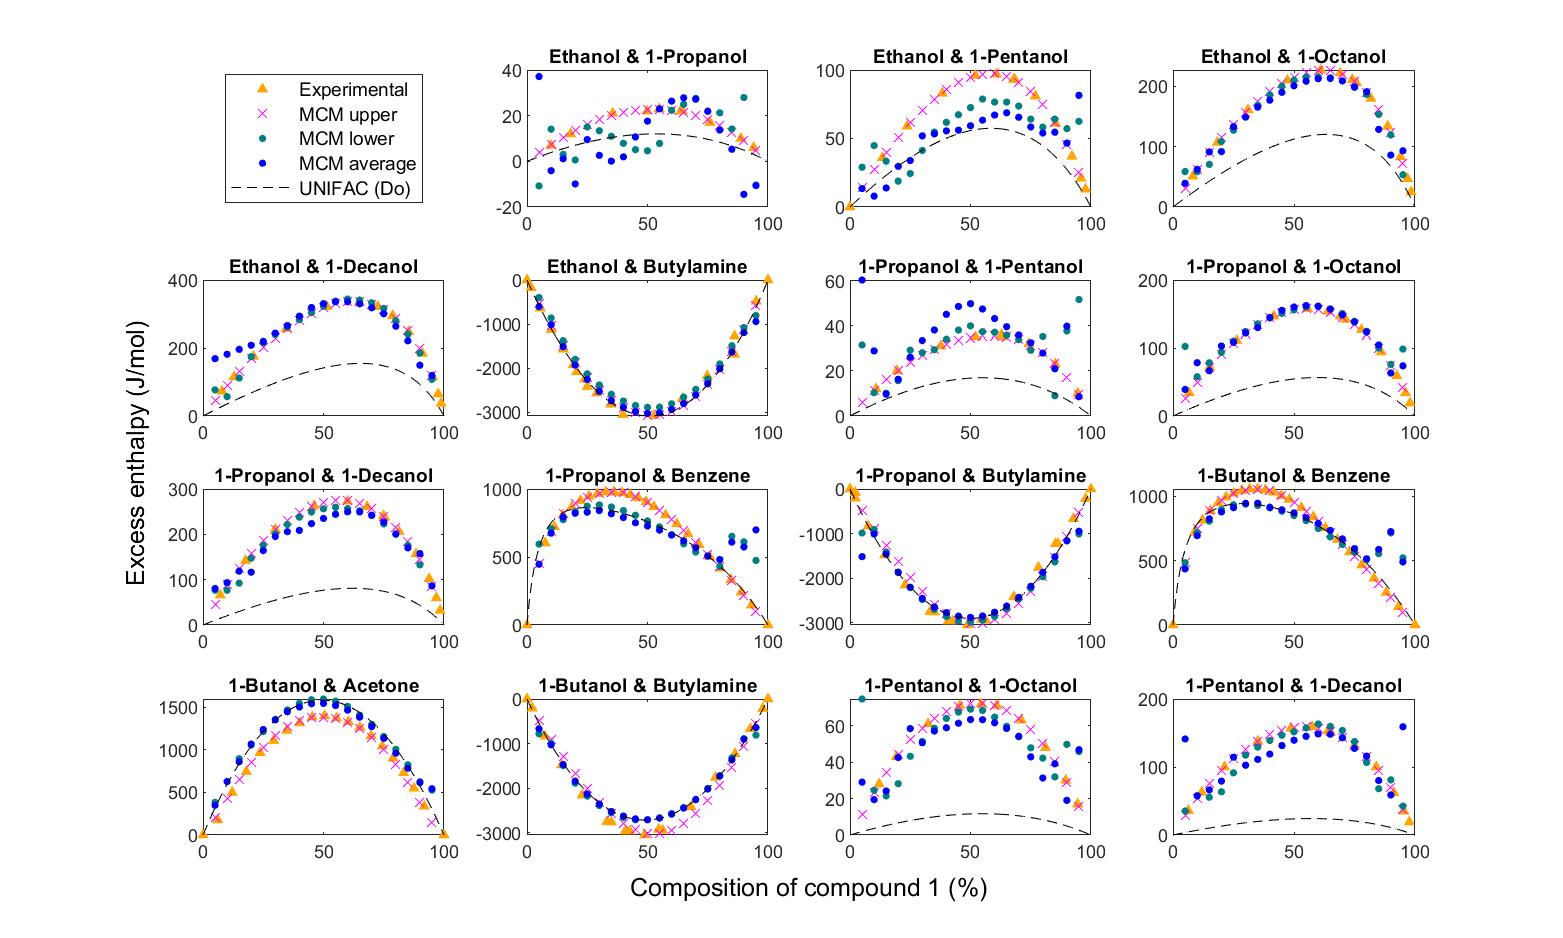 Experimental
MCM upper
MCM lower
MCM average
UNIFAC (Do)
Ethanol & 1-Propanol
40
20
0
-20
0 50 100
Ethanol & 1-Pentanol
100
50
0
0 50 100
Ethanol & 1-Octanol
200
100
0
0 50 100
Ethanol & 1-Decanol
400
200
0
0 50 100
Ethanol & Butylamine
0
-1000
-2000
-3000
0 50 100
1-Propanol & 1-Pentanol
60
40
20
0
0 50 100
1-Propanol & 1-Octanol
200
100
0
0 50 100
1-Propanol & 1-Decanol
300
200
100
0
0 50 100
1-Propanol & Benzene
1000
500
0
0 50 100
1-Propanol & Butylamine
0
-1000
-2000
-3000
0 50 100
1-Butanol & Benzene
1000
500
0
0 50 100
1-Butanol & Acetone
1500
1000
500
0
0 50 100
1-Butanol & Butylamine
0
-1000
-2000
-3000
0 50 100
1-Pentanol & 1-Octanol
60
40
20
0
0 50 100
1-Pentanol & 1-Decanol
200
100
0
0 50 100
Excess enthalpy (J/mol)
Composition of compound 1 (%)